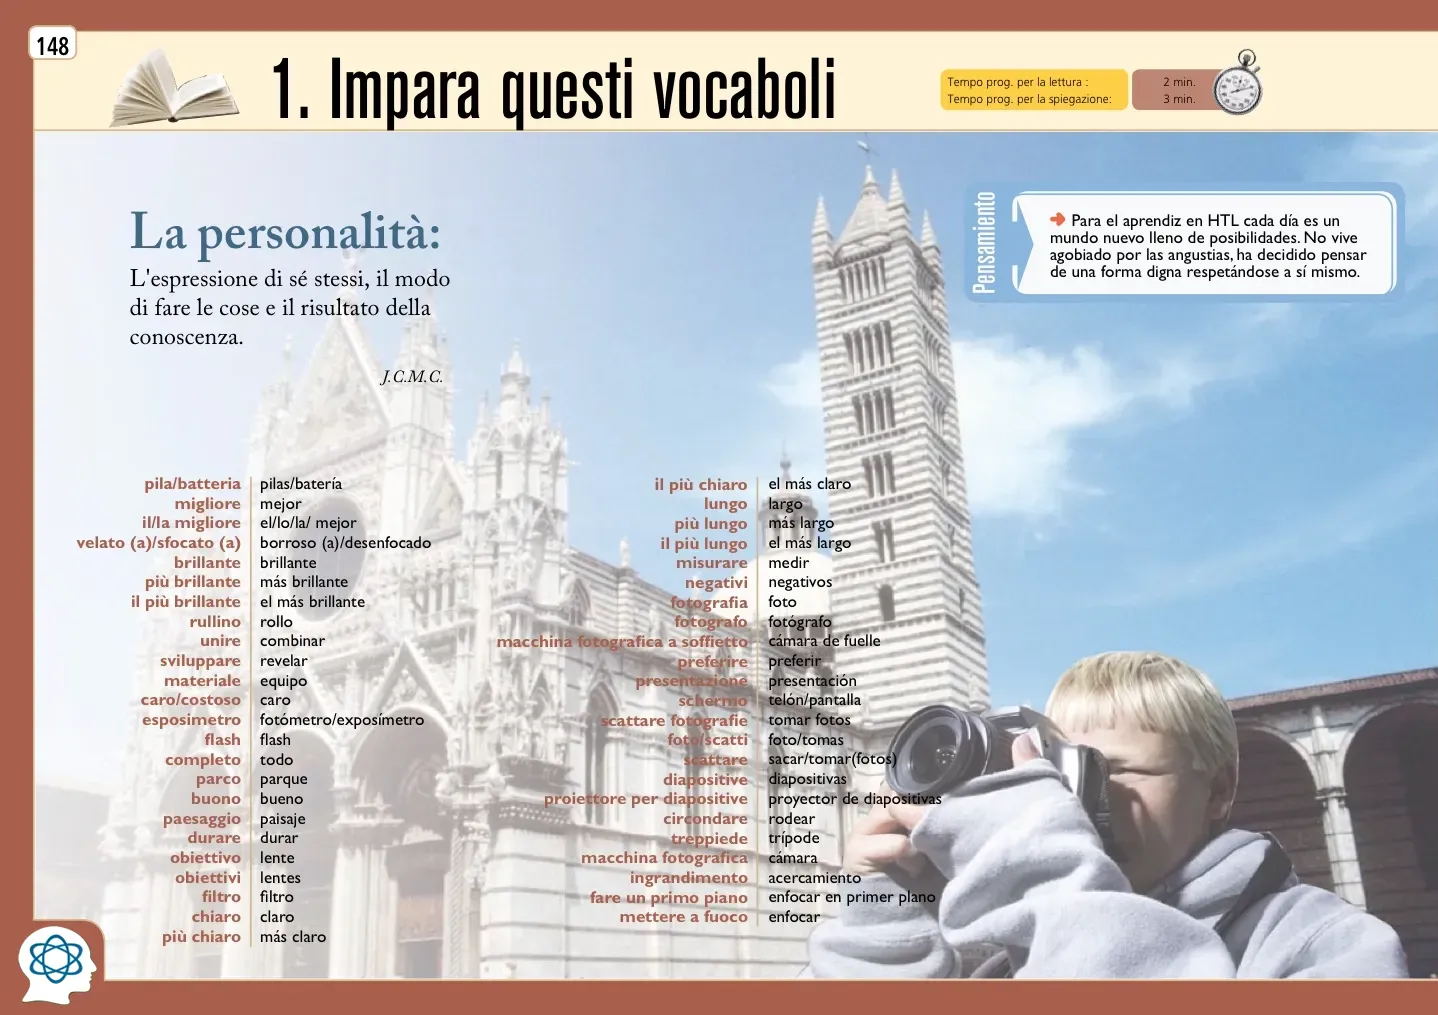 148
1. Impara questi vocaboli
Tempo prog. per la lettura : 2 min.
Tempo prog. per la spiegazione: 3 min.
La personalità:
L'espressione di sé stessi, il modo
di fare le cose e il risultato della
conoscenza.
J.C.M.C.
Pensamiento
Para el aprendiz en HTL cada día es un
mundo nuevo lleno de posibilidades. No vive
agobiado por las angustias, ha decidido pensar
de una forma digna respetándose a sí mismo.
pila/batteria pilas/batería
migliore mejor
il/la migliore el/lo/la/ mejor
velato (a)/sfocato (a) borroso (a)/desenfocado
brillante brillante
più brillante más brillante
il più brillante el más brillante
rullino rollo
unire combinar
sviluppare revelar
materiale equipo
caro/costoso caro
esposimetro fotómetro/exposímetro
flash flash
completo todo
parco parque
buono bueno
paesaggio paisaje
durare durar
obiettivo lente
obiettivi lentes
filtro filtro
chiaro claro
più chiaro más claro
il più chiaro el más claro
lungo largo
più lungo más largo
il più lungo el más largo
misurare medir
negativi negativos
fotografia foto
fotografo fotógrafo
macchina fotografica a soffietto cámara de fuelle
preferire preferir
presentazione presentación
schermo telón/pantalla
scattare fotografie tomar fotos
foto/scatti foto/tomas
scattare sacar/tomar(fotos)
diapositive diapositivas
proiettore per diapositive proyector de diapositivas
circondare rodear
treppiede trípode
macchina fotografica cámara
ingrandimento acercamiento
fare un primo piano enfocar en primer plano
mettere a fuoco enfocar